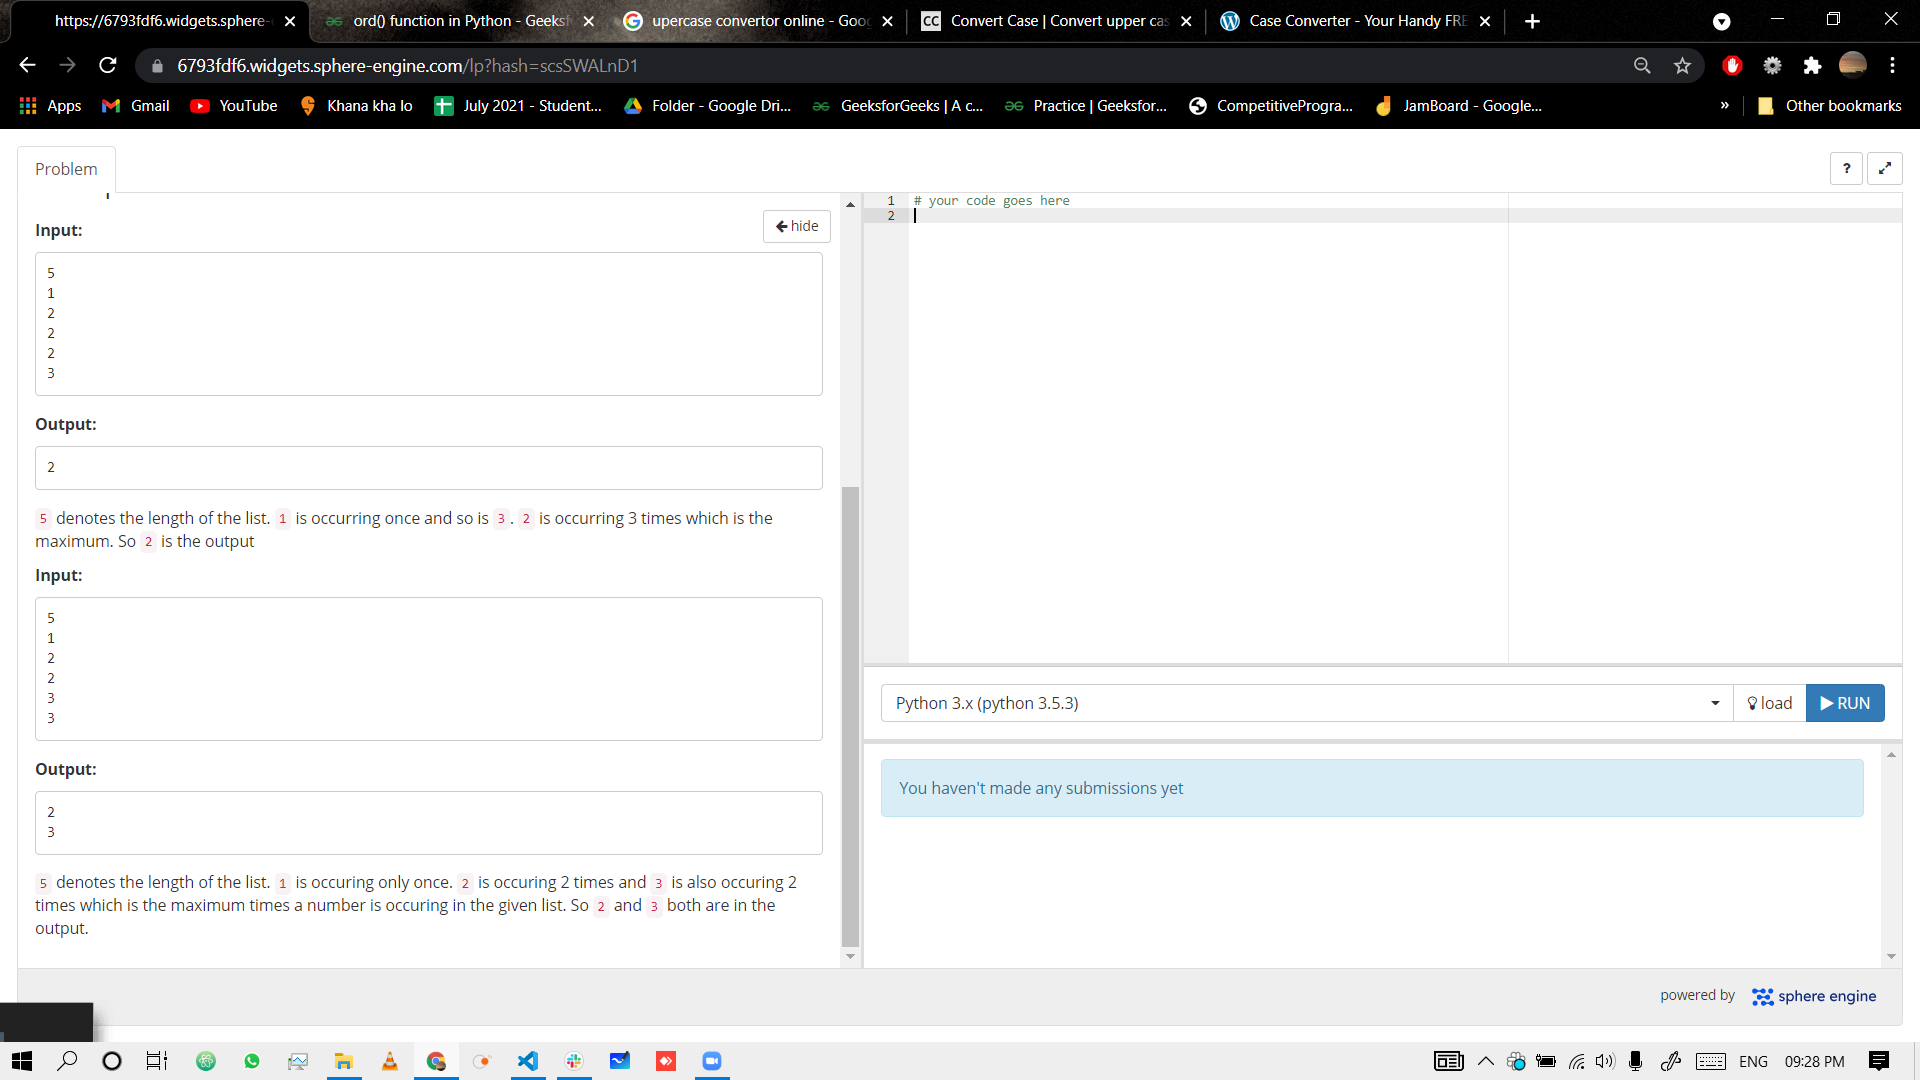 https://6793fdf6.widgets.sphere-
ord() function in Python - Geeksf
upercase convertor online - Goog
CC Convert Case | Convert upper cas
Case Converter - Your Handy FRE
6793fdf6.widgets.sphere-engine.com/lp?hash=scsSWALnD1
Apps Gmail YouTube Khana kha lo July 2021 - Student... Folder - Google Dri... GeeksforGeeks | A c... Practice | Geeksfor... CompetitiveProgra... JamBoard - Google... » Other bookmarks
Problem
?
Input:
hide
5
1
2
2
2
3
Output:
2
5 denotes the length of the list. 1 is occurring once and so is 3 . 2 is occurring 3 times which is the
maximum. So 2 is the output
Input:
5
1
2
2
3
3
Output:
2
3
5 denotes the length of the list. 1 is occuring only once. 2 is occuring 2 times and 3 is also occuring 2
times which is the maximum times a number is occuring in the given list. So 2 and 3 both are in the
output.
1 # your code goes here
2
Python 3.x (python 3.5.3)
load
RUN
You haven't made any submissions yet
powered by sphere engine
ENG 09:28 PM